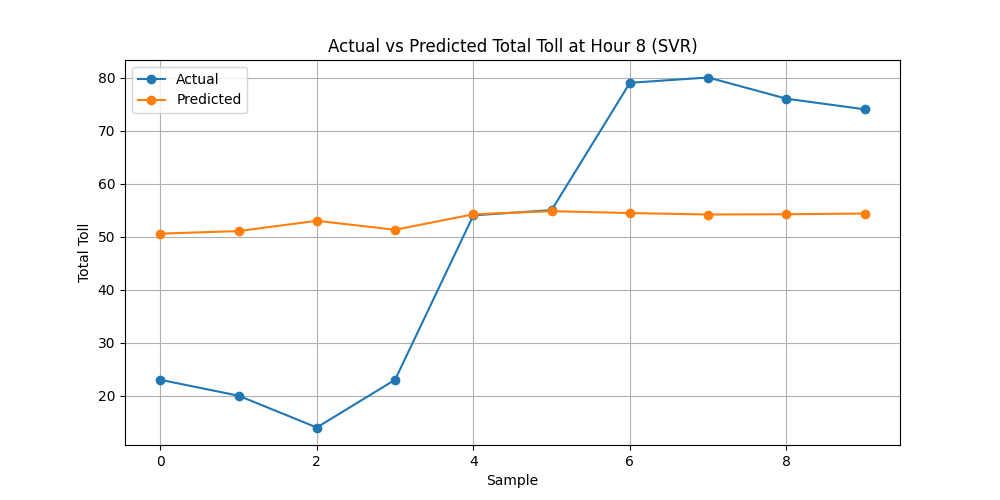 Actual vs Predicted Total Toll at Hour 8 (SVR)
Actual
Predicted
80
70
60
50
40
30
20
Total Toll
0 2 4 6 8
Sample